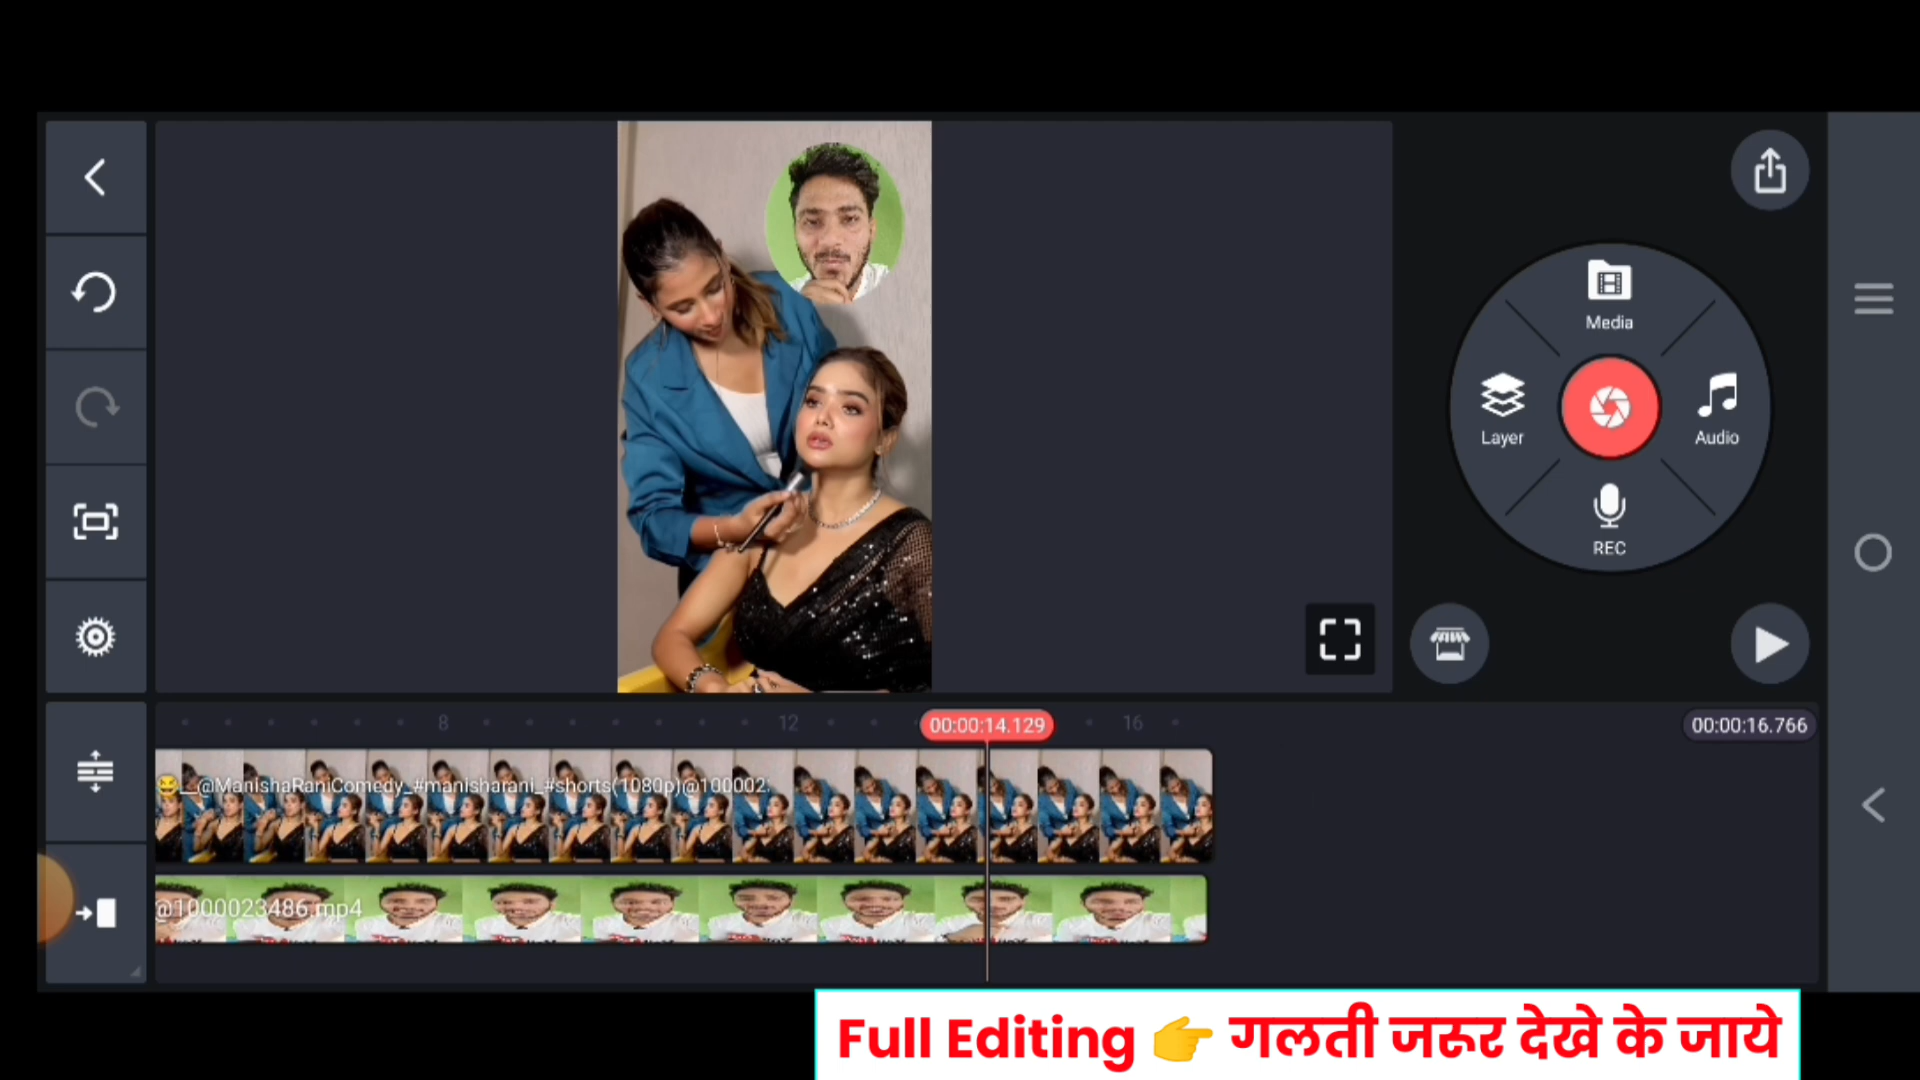 Media
Layer
Audio
REC
8
12
00:00:14.129
16
00:00:16.766
😆__@ManishaRaniComedy_#manisharani_#shorts(1080p)@100002:
@1000023486.mp4
Full Editing 👉 गलती जरूर देखे के जाये